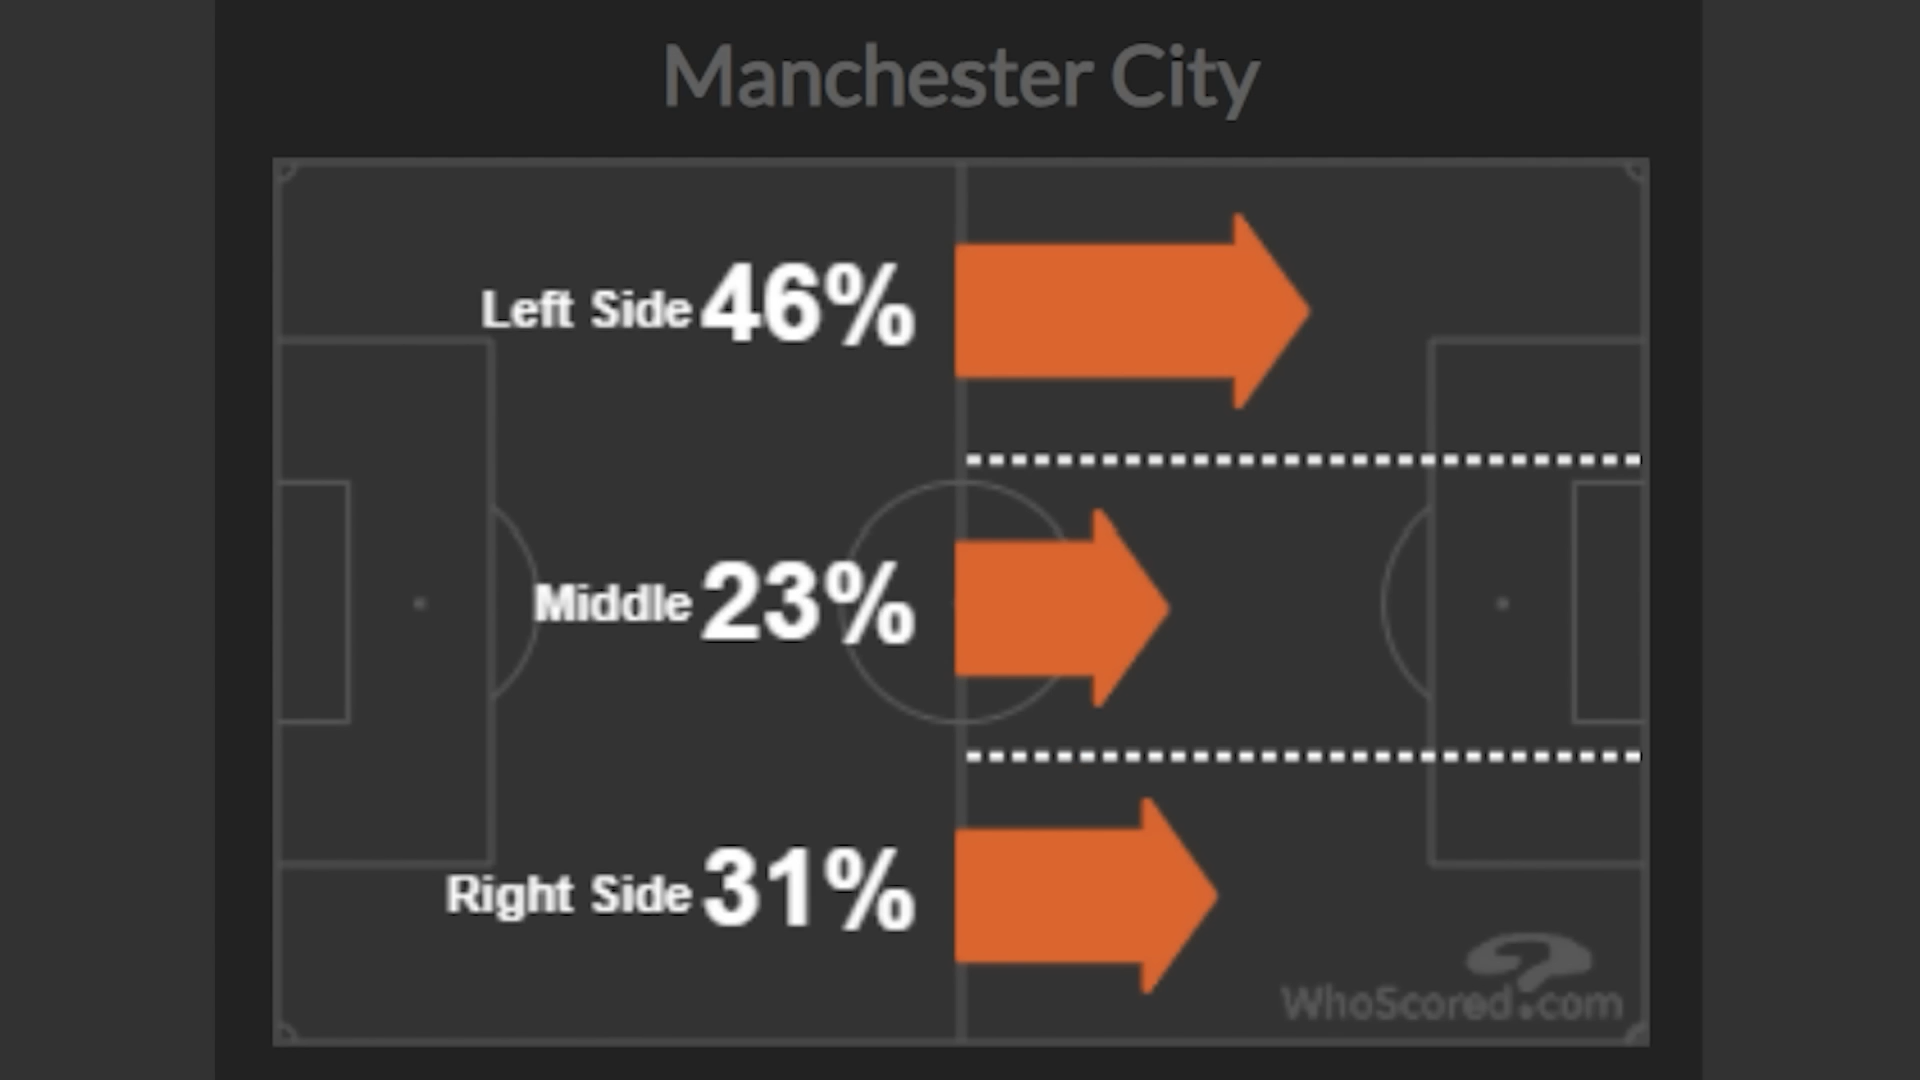 Manchester City
Left Side 46%
Middle 23%
Right Side 31%
WhoScored.com